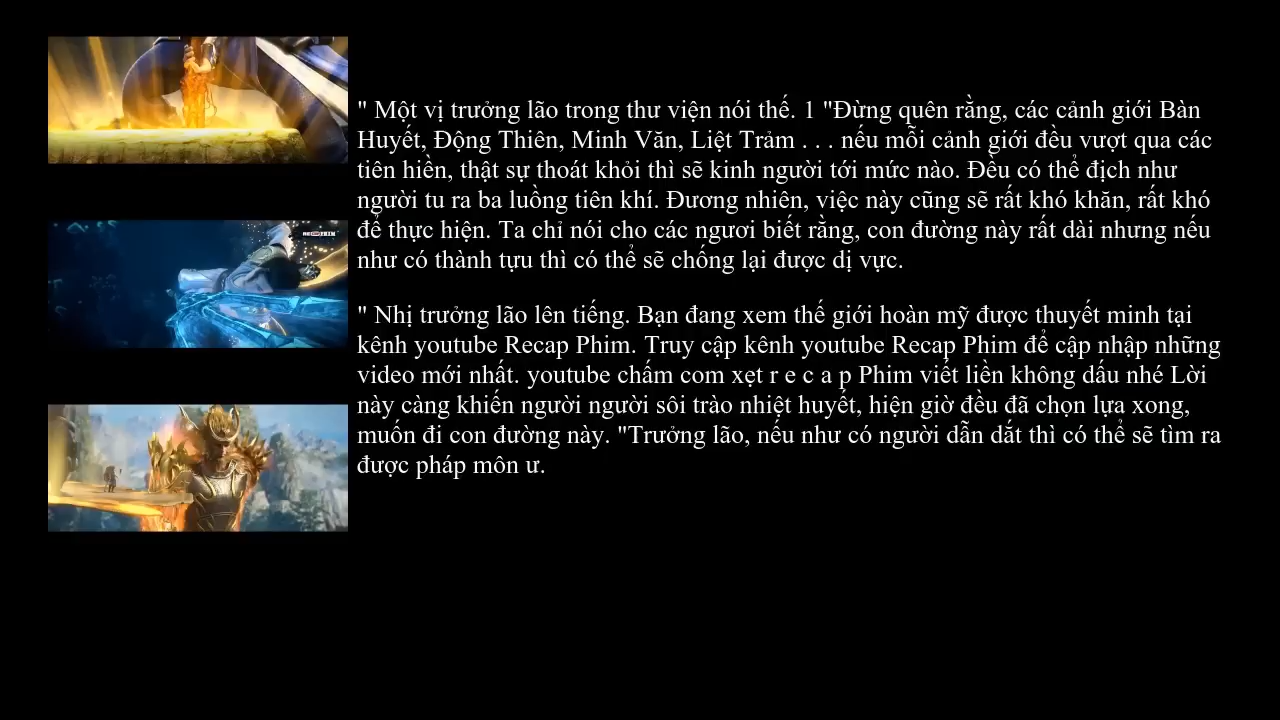 " Một vị trưởng lão trong thư viện nói thế. 1 "Đừng quên rằng, các cảnh giới Bàn
Huyết, Động Thiên, Minh Văn, Liệt Trảm . . . nếu mỗi cảnh giới đều vượt qua các
tiên hiền, thật sự thoát khỏi thì sẽ kinh người tới mức nào. Đều có thể địch như
người tu ra ba luồng tiên khí. Đương nhiên, việc này cũng sẽ rất khó khăn, rất khó
để thực hiện. Ta chỉ nói cho các ngươi biết rằng, con đường này rất dài nhưng nếu
như có thành tựu thì có thể sẽ chống lại được dị vực.
" Nhị trưởng lão lên tiếng. Bạn đang xem thế giới hoàn mỹ được thuyết minh tại
kênh youtube Recap Phim. Truy cập kênh youtube Recap Phim để cập nhập những
video mới nhất. youtube chấm com xẹt r e c a p Phim viết liền không dấu nhé Lời
này càng khiến người người sôi trào nhiệt huyết, hiện giờ đều đã chọn lựa xong,
muốn đi con đường này. "Trưởng lão, nếu như có người dẫn dắt thì có thể sẽ tìm ra
được pháp môn ư.